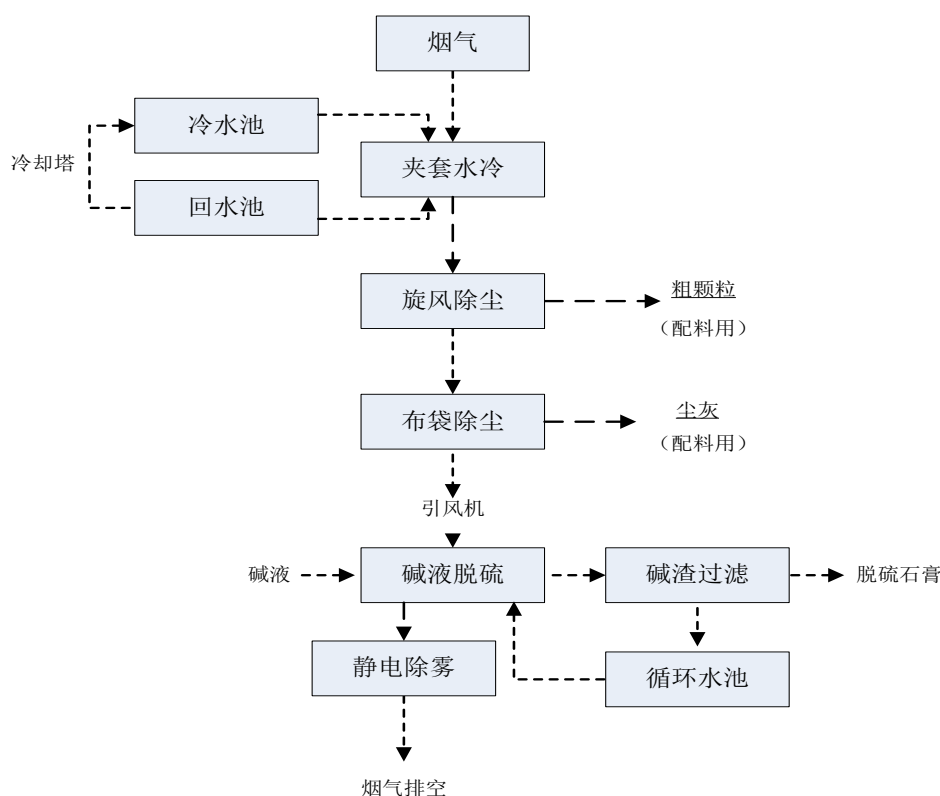 烟气
冷水池
冷却塔
夹套水冷
回水池
旋风除尘
粗颗粒
（配料用）
布袋除尘
尘灰
（配料用）
引风机
碱液
碱液脱硫
碱渣过滤
脱硫石膏
静电除雾
循环水池
烟气排空